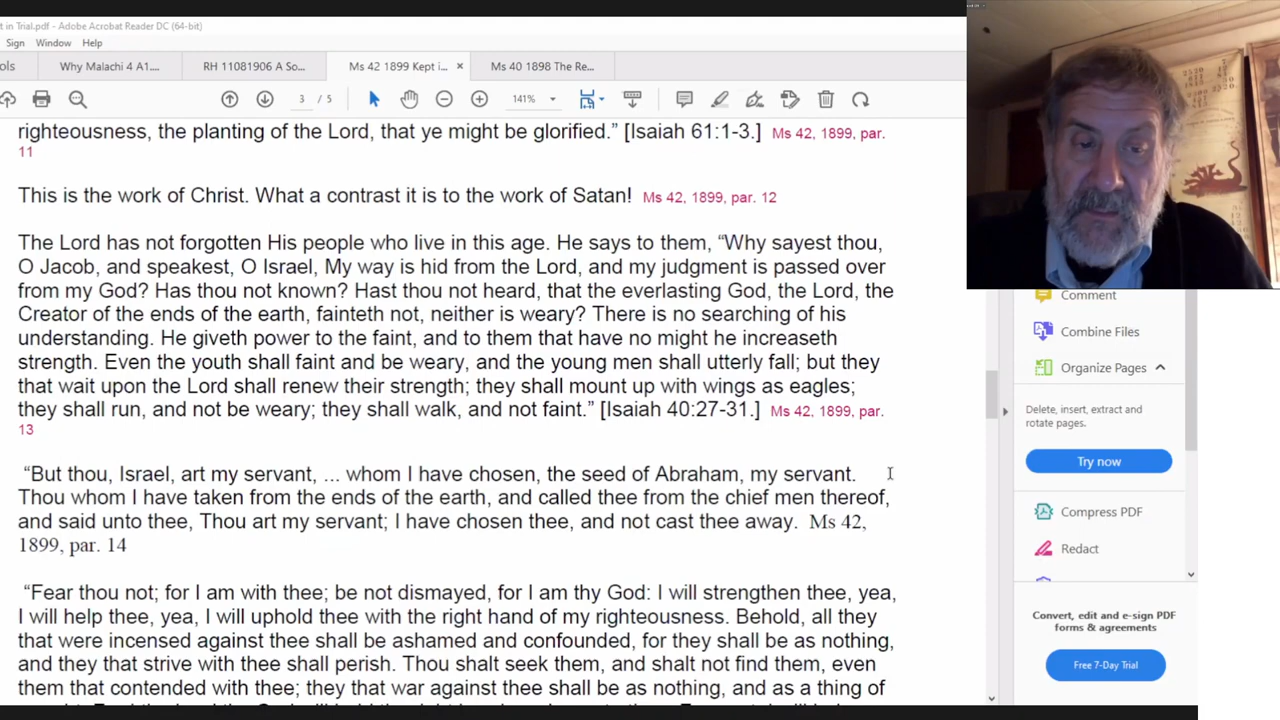 t in Trial.pdf - Adobe Acrobat Reader DC (64-bit)
Sign Window Help
ols Why Malachi 4 A1.... RH 11081906 A So... Ms 42 1899 Kept i... × Ms 40 1898 The Re...
3 / 5 141%
righteousness, the planting of the Lord, that ye might be glorified.” [Isaiah 61:1-3.] Ms 42, 1899, par.
11
This is the work of Christ. What a contrast it is to the work of Satan! Ms 42, 1899, par. 12
The Lord has not forgotten His people who live in this age. He says to them, “Why sayest thou,
O Jacob, and speakest, O Israel, My way is hid from the Lord, and my judgment is passed over
from my God? Has thou not known? Hast thou not heard, that the everlasting God, the Lord, the
Creator of the ends of the earth, fainteth not, neither is weary? There is no searching of his
understanding. He giveth power to the faint, and to them that have no might he increaseth
strength. Even the youth shall faint and be weary, and the young men shall utterly fall; but they
that wait upon the Lord shall renew their strength; they shall mount up with wings as eagles;
they shall run, and not be weary; they shall walk, and not faint.” [Isaiah 40:27-31.] Ms 42, 1899, par.
13
“But thou, Israel, art my servant, ... whom I have chosen, the seed of Abraham, my servant.
Thou whom I have taken from the ends of the earth, and called thee from the chief men thereof,
and said unto thee, Thou art my servant; I have chosen thee, and not cast thee away. Ms 42,
1899, par. 14
“Fear thou not; for I am with thee; be not dismayed, for I am thy God: I will strengthen thee, yea,
I will help thee, yea, I will uphold thee with the right hand of my righteousness. Behold, all they
that were incensed against thee shall be ashamed and confounded, for they shall be as nothing,
and they that strive with thee shall perish. Thou shalt seek them, and shalt not find them, even
them that contended with thee; they that war against thee shall be as nothing, and as a thing of
Comment
Combine Files
Organize Pages
Delete, insert, extract and
rotate pages.
Try now
Compress PDF
Redact
Convert, edit and e-sign PDF
forms & agreements
Free 7-Day Trial